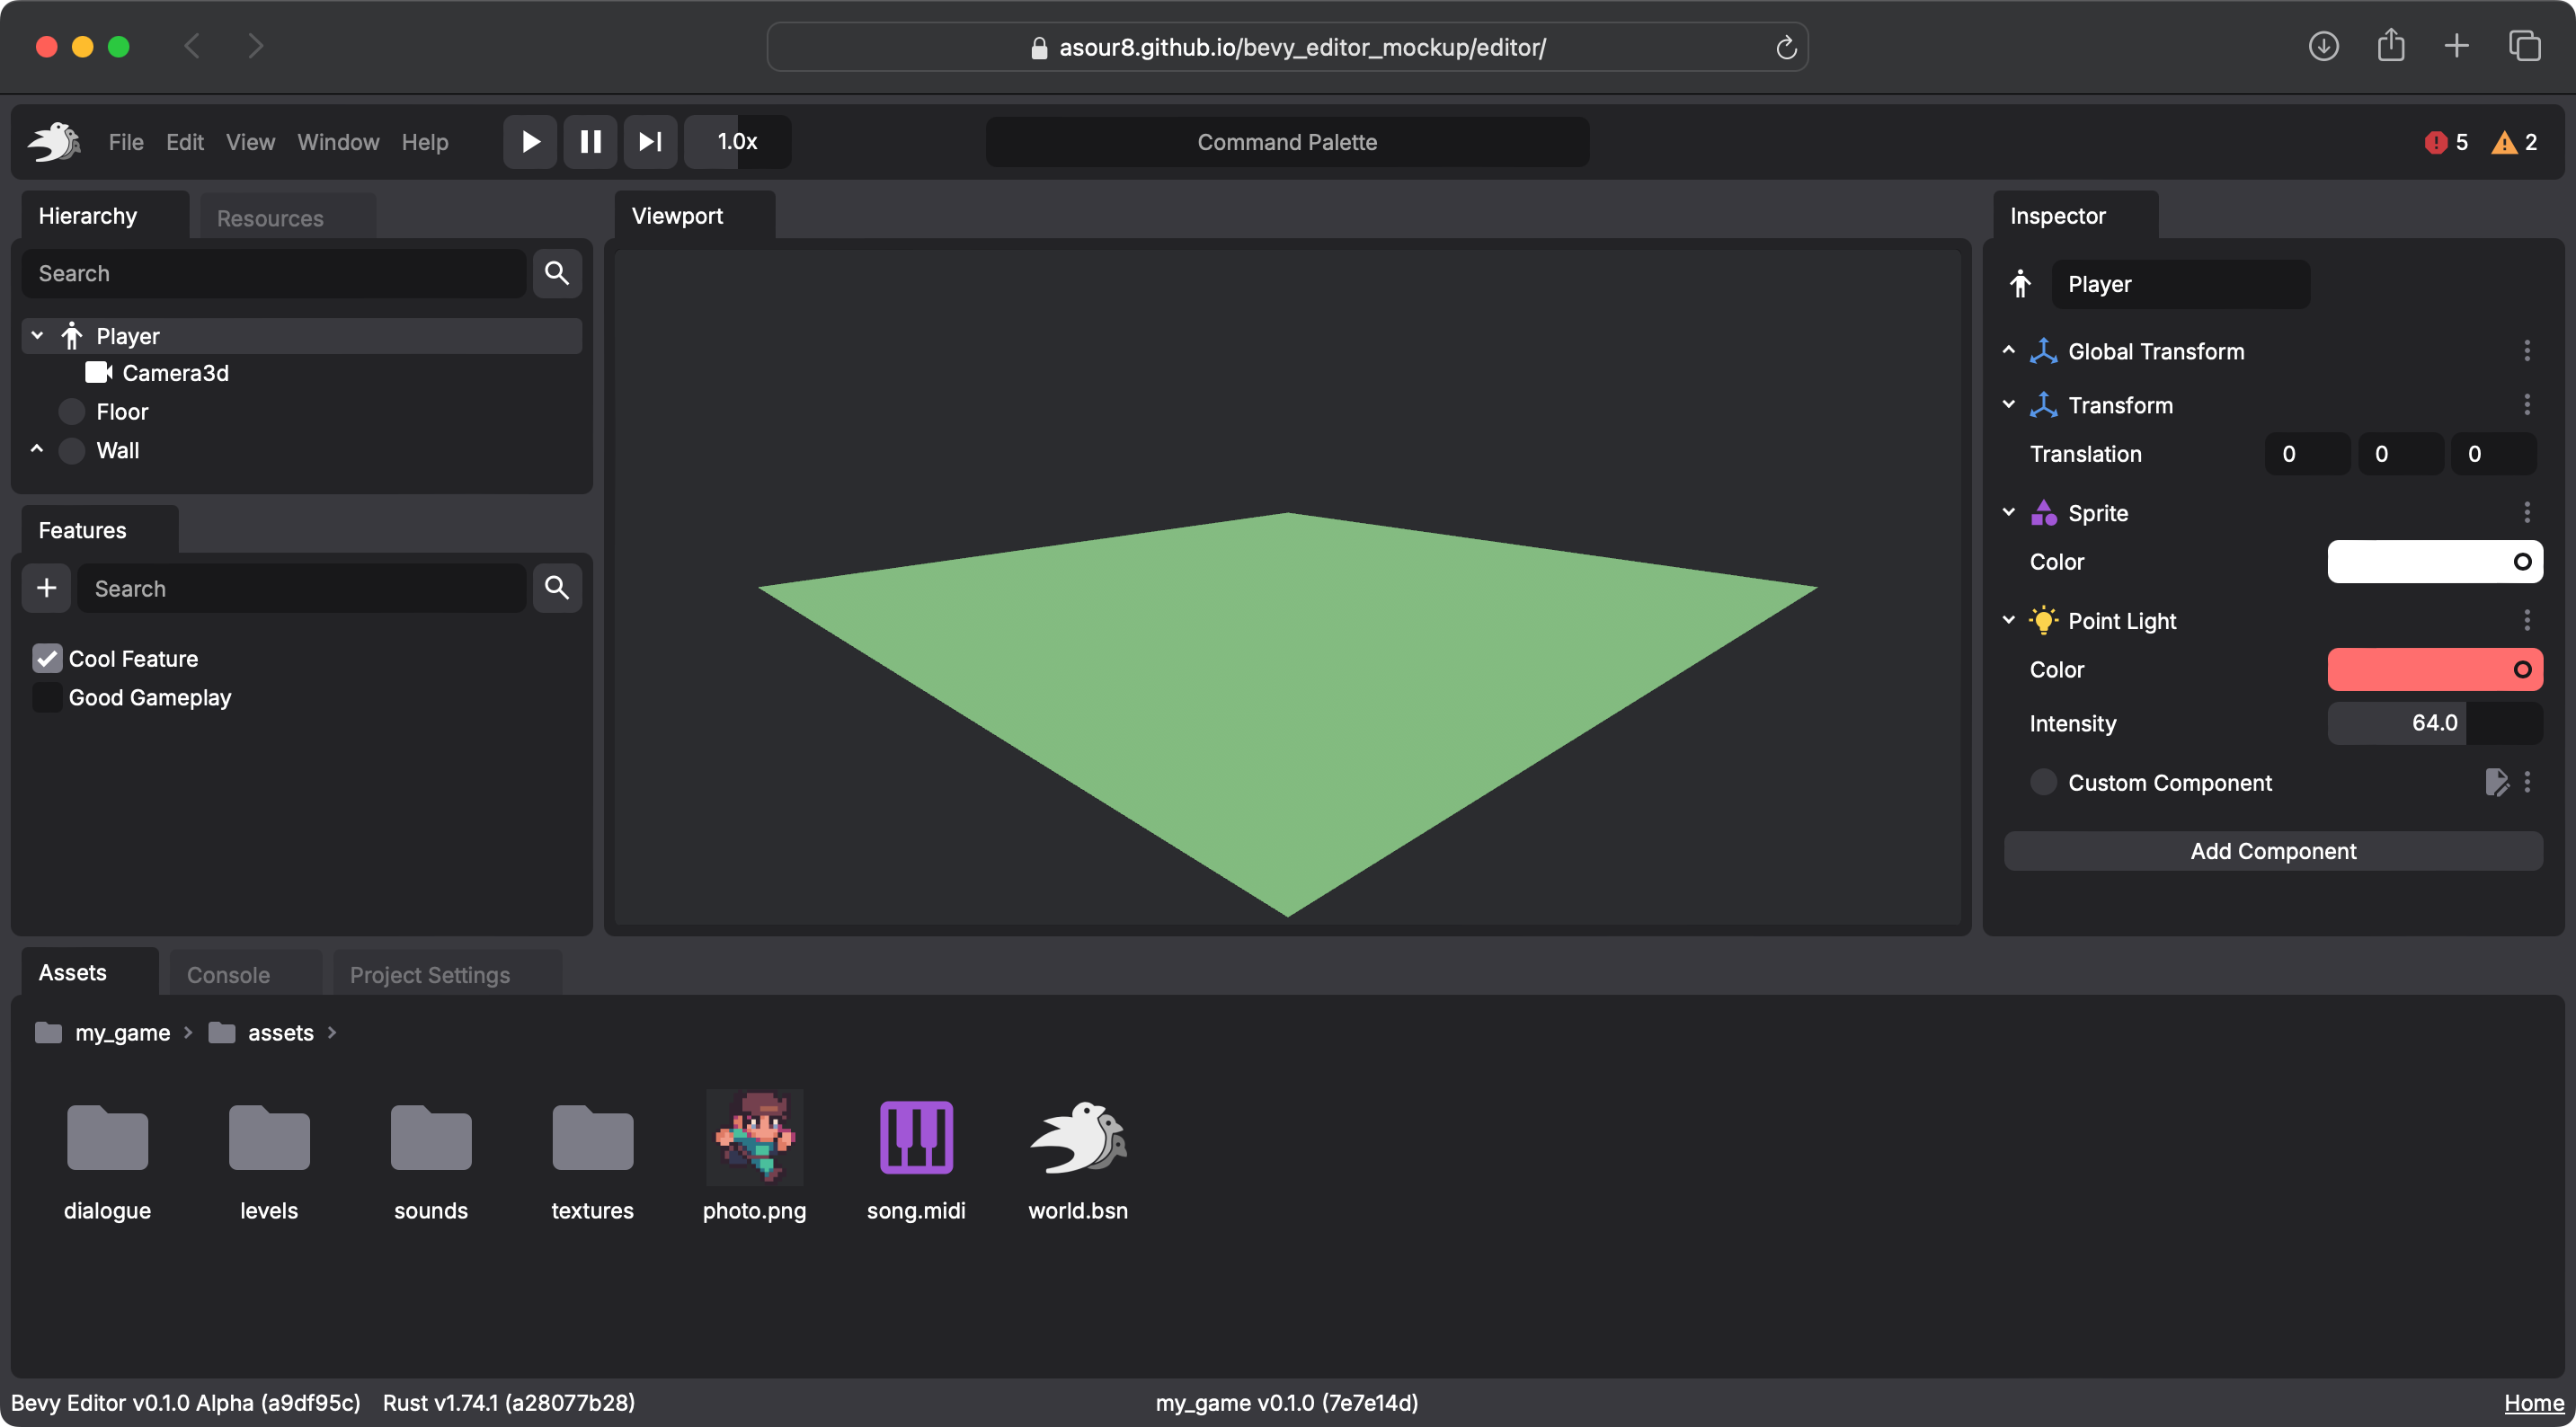 asour8.github.io/bevy_editor_mockup/editor/
File Edit View Window Help
1.0x
Command Palette
5 2
Hierarchy Resources
Search
Player
Camera3d
Floor
Wall
Features
Search
Cool Feature
Good Gameplay
Viewport
Inspector
Player
Global Transform
Transform
Translation 0 0 0
Sprite
Color
Point Light
Color
Intensity 64.0
Custom Component
Add Component
Assets Console Project Settings
my_game assets
dialogue levels sounds textures photo.png song.midi world.bsn
Bevy Editor v0.1.0 Alpha (a9df95c) Rust v1.74.1 (a28077b28) my_game v0.1.0 (7e7e14d) Home